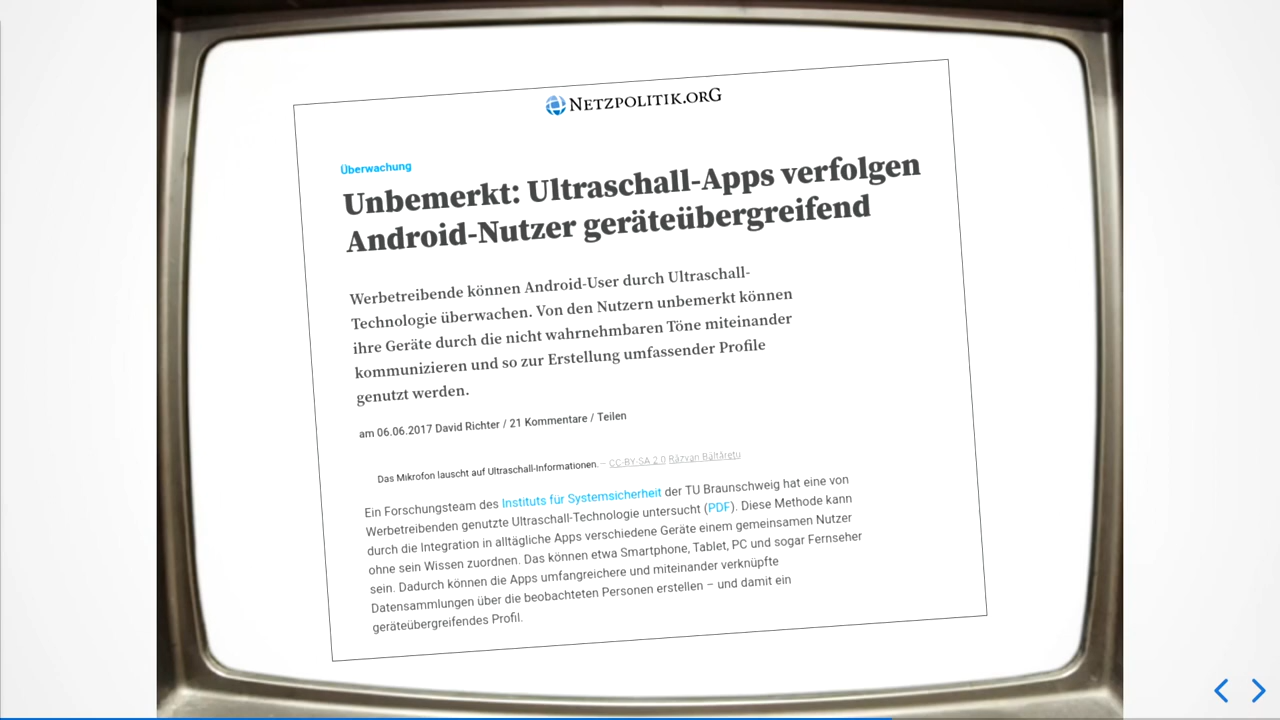 NETZPOLITIK.ORG
Überwachung
Unbemerkt: Ultraschall-Apps verfolgen
Android-Nutzer geräteübergreifend
Werbetreibende können Android-User durch Ultraschall-
Technologie überwachen. Von den Nutzern unbemerkt können
ihre Geräte durch die nicht wahrnehmbaren Töne miteinander
kommunizieren und so zur Erstellung umfassender Profile
genutzt werden.
am 06.06.2017 David Richter / 21 Kommentare / Teilen
Das Mikrofon lauscht auf Ultraschall-Informationen. – CC-BY-SA 2.0 Răzvan Băltărețu
Ein Forschungsteam des Instituts für Systemsicherheit der TU Braunschweig hat eine von
Werbetreibenden genutzte Ultraschall-Technologie untersucht (PDF). Diese Methode kann
durch die Integration in alltägliche Apps verschiedene Geräte einem gemeinsamen Nutzer
ohne sein Wissen zuordnen. Das können etwa Smartphone, Tablet, PC und sogar Fernseher
sein. Dadurch können die Apps umfangreichere und miteinander verknüpfte
Datensammlungen über die beobachteten Personen erstellen – und damit ein
geräteübergreifendes Profil.